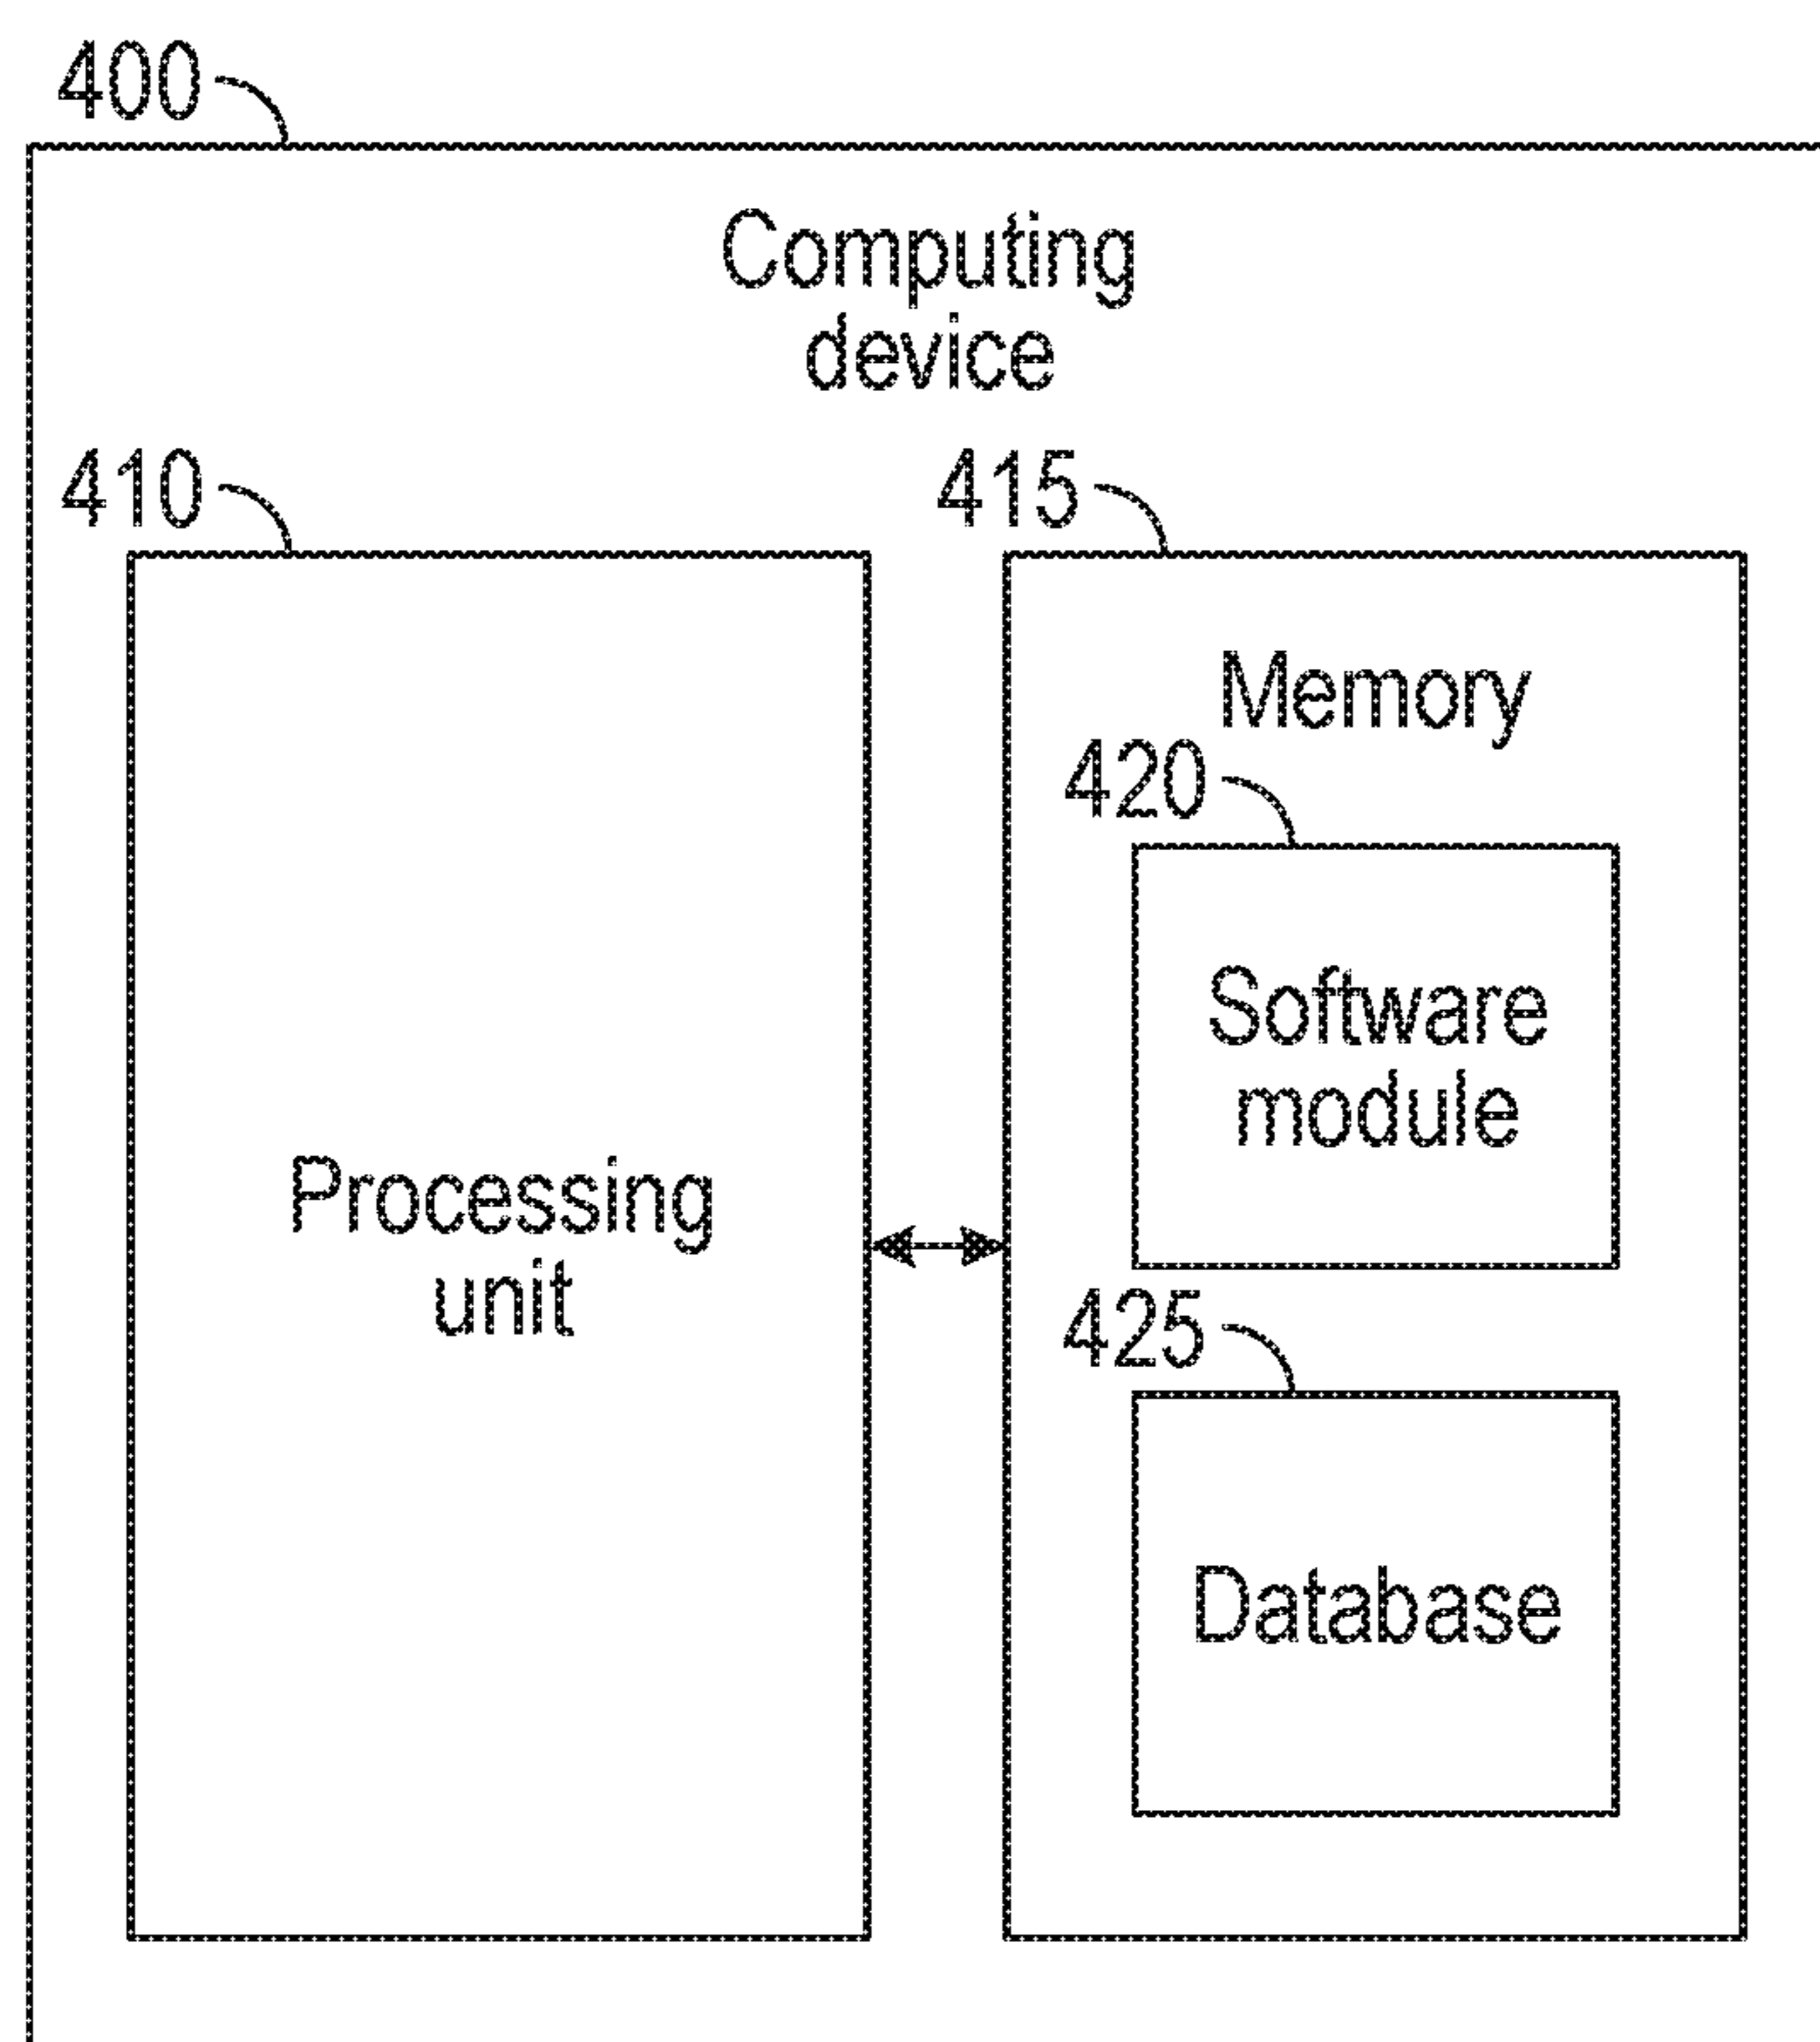 400
Computing
device
410
415
Memory
420
Software
module
Processing
unit
425
Database